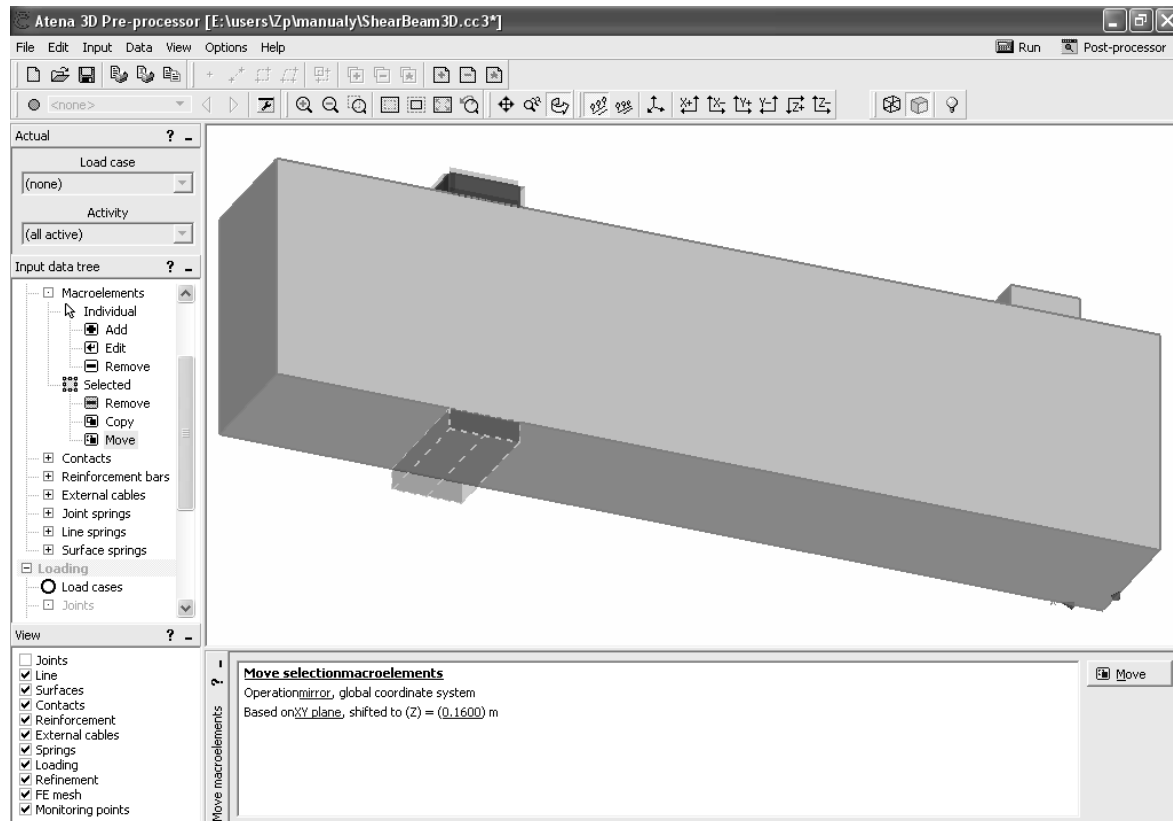 Atena 3D Pre-processor [E:\users\Zp\manualy\ShearBeam3D.cc3*]
File Edit Input Data View Options Help Run Post-processor
<none>
X+ X- Y+ Y- Z+ Z-
Actual ? _
Load case
(none)
Activity
(all active)
Input data tree ? _
Macroelements
Individual
Add
Edit
Remove
Selected
Remove
Copy
Move
Contacts
Reinforcement bars
External cables
Joint springs
Line springs
Surface springs
Loading
Load cases
Joints
View ? _
Joints
Line
Surfaces
Contacts
Reinforcement
External cables
Springs
Loading
Refinement
FE mesh
Monitoring points
Move macroelements ?
Move selectionmacroelements
Operationmirror, global coordinate system
Based onXY plane, shifted to (Z) = (0.1600) m
Move